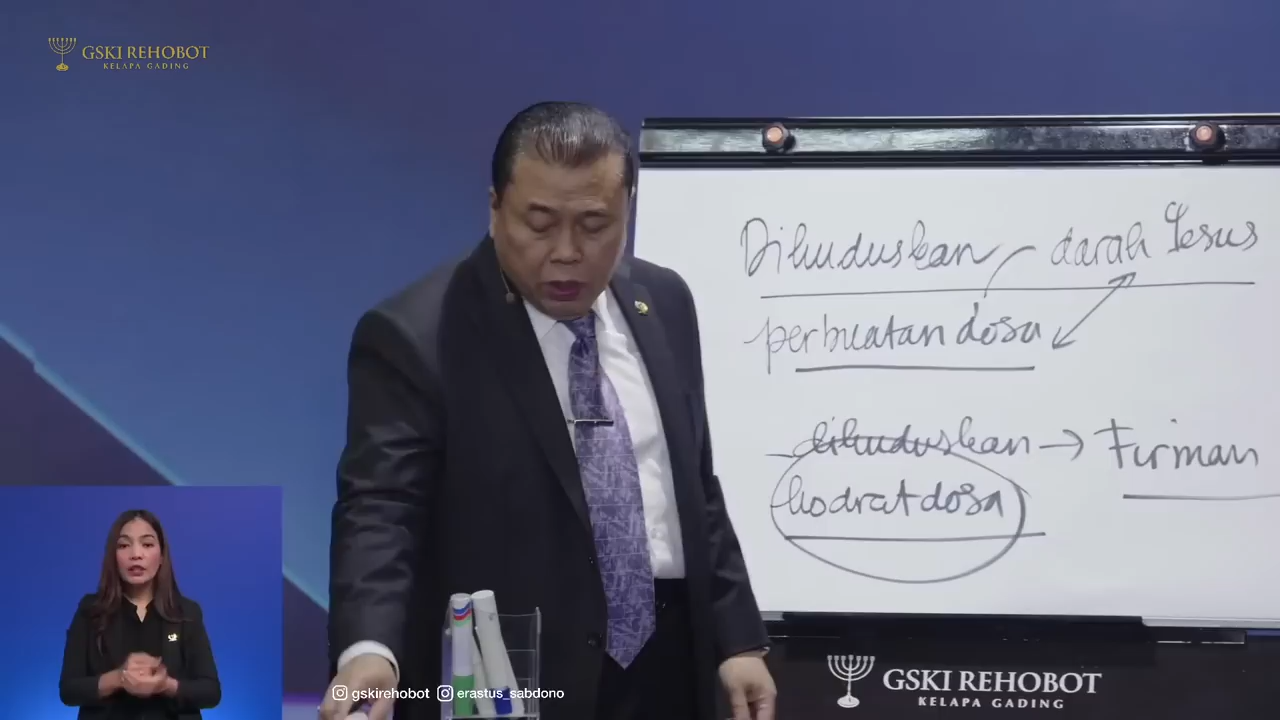 GSKI REHOBOT
KELAPA GADING
Dikuduskan darah Yesus
perbuatan dosa
dikuduskan → Firman
kodrat dosa
GSKI REHOBOT
KELAPA GADING
gskirehobot erastus_sabdono